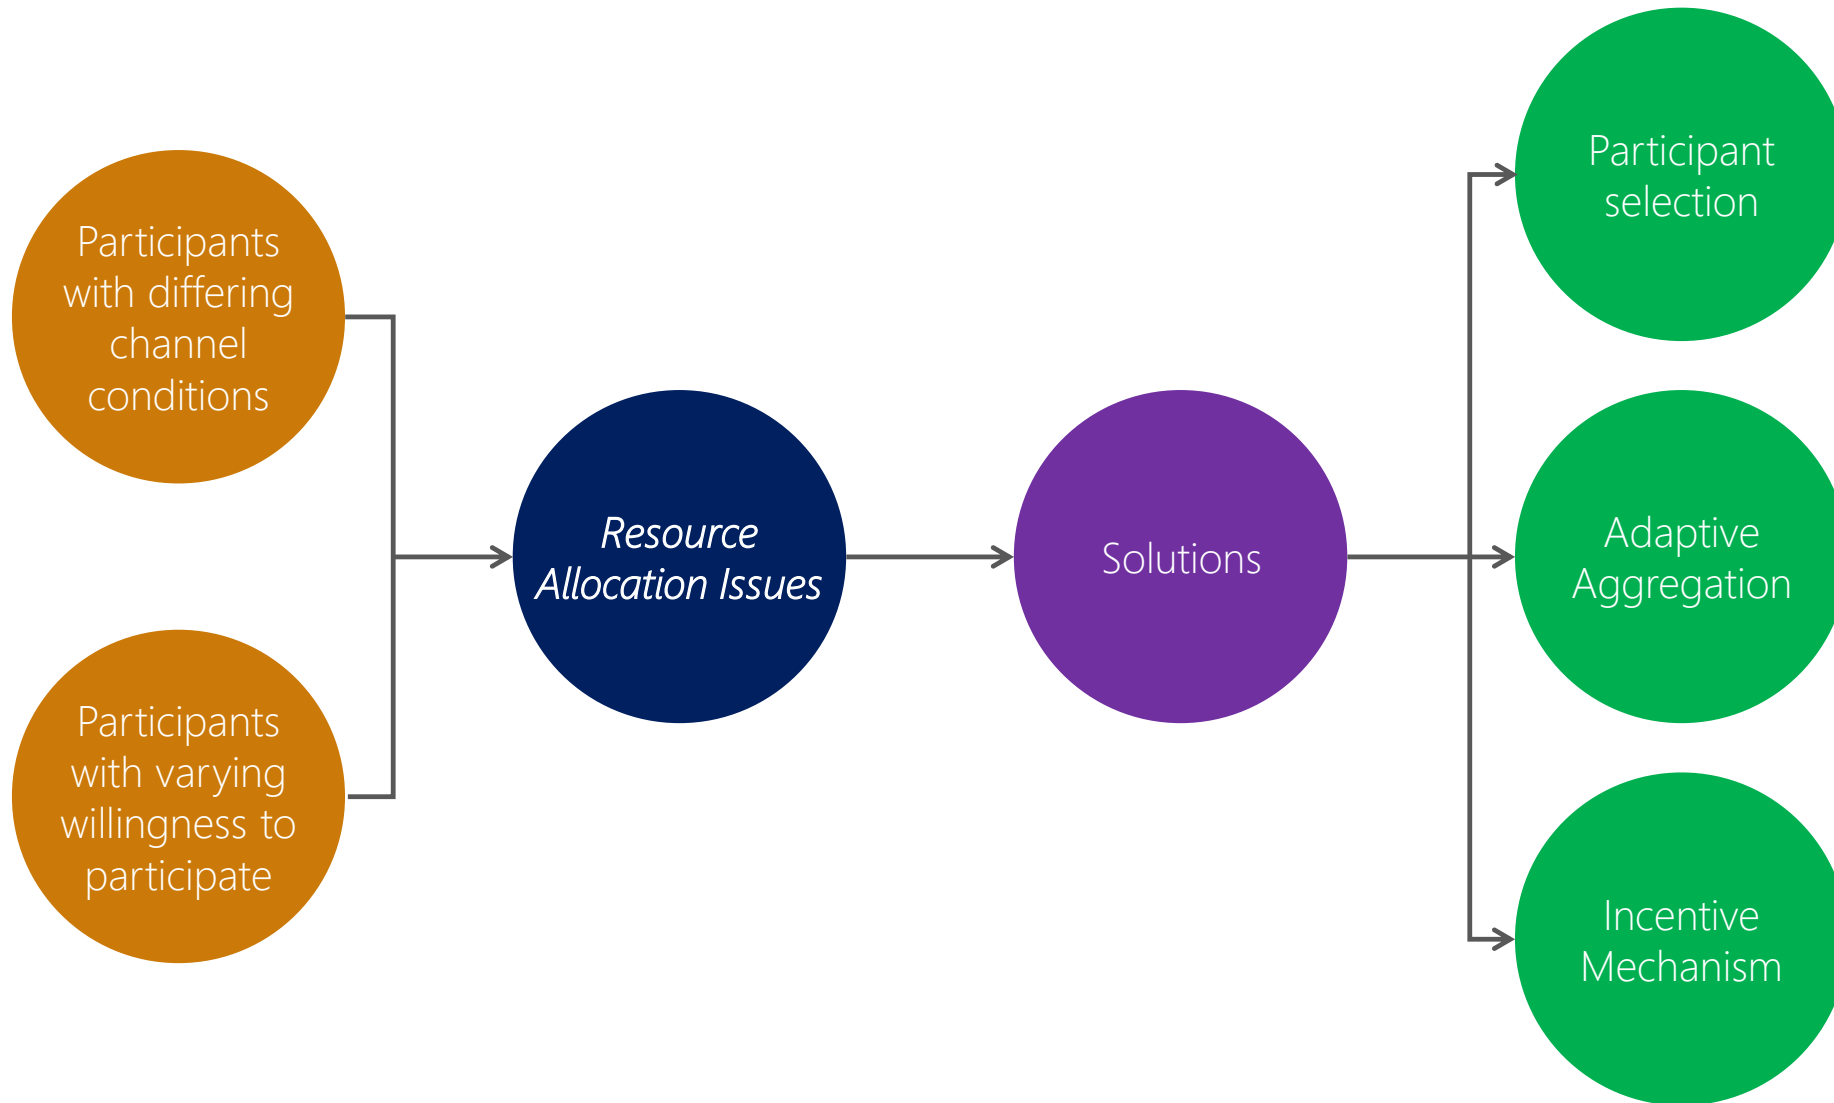 Participants
with differing
channel
conditions
Participants
with varying
willingness to
participate
Resource
Allocation Issues
Solutions
Participant
selection
Adaptive
Aggregation
Incentive
Mechanism